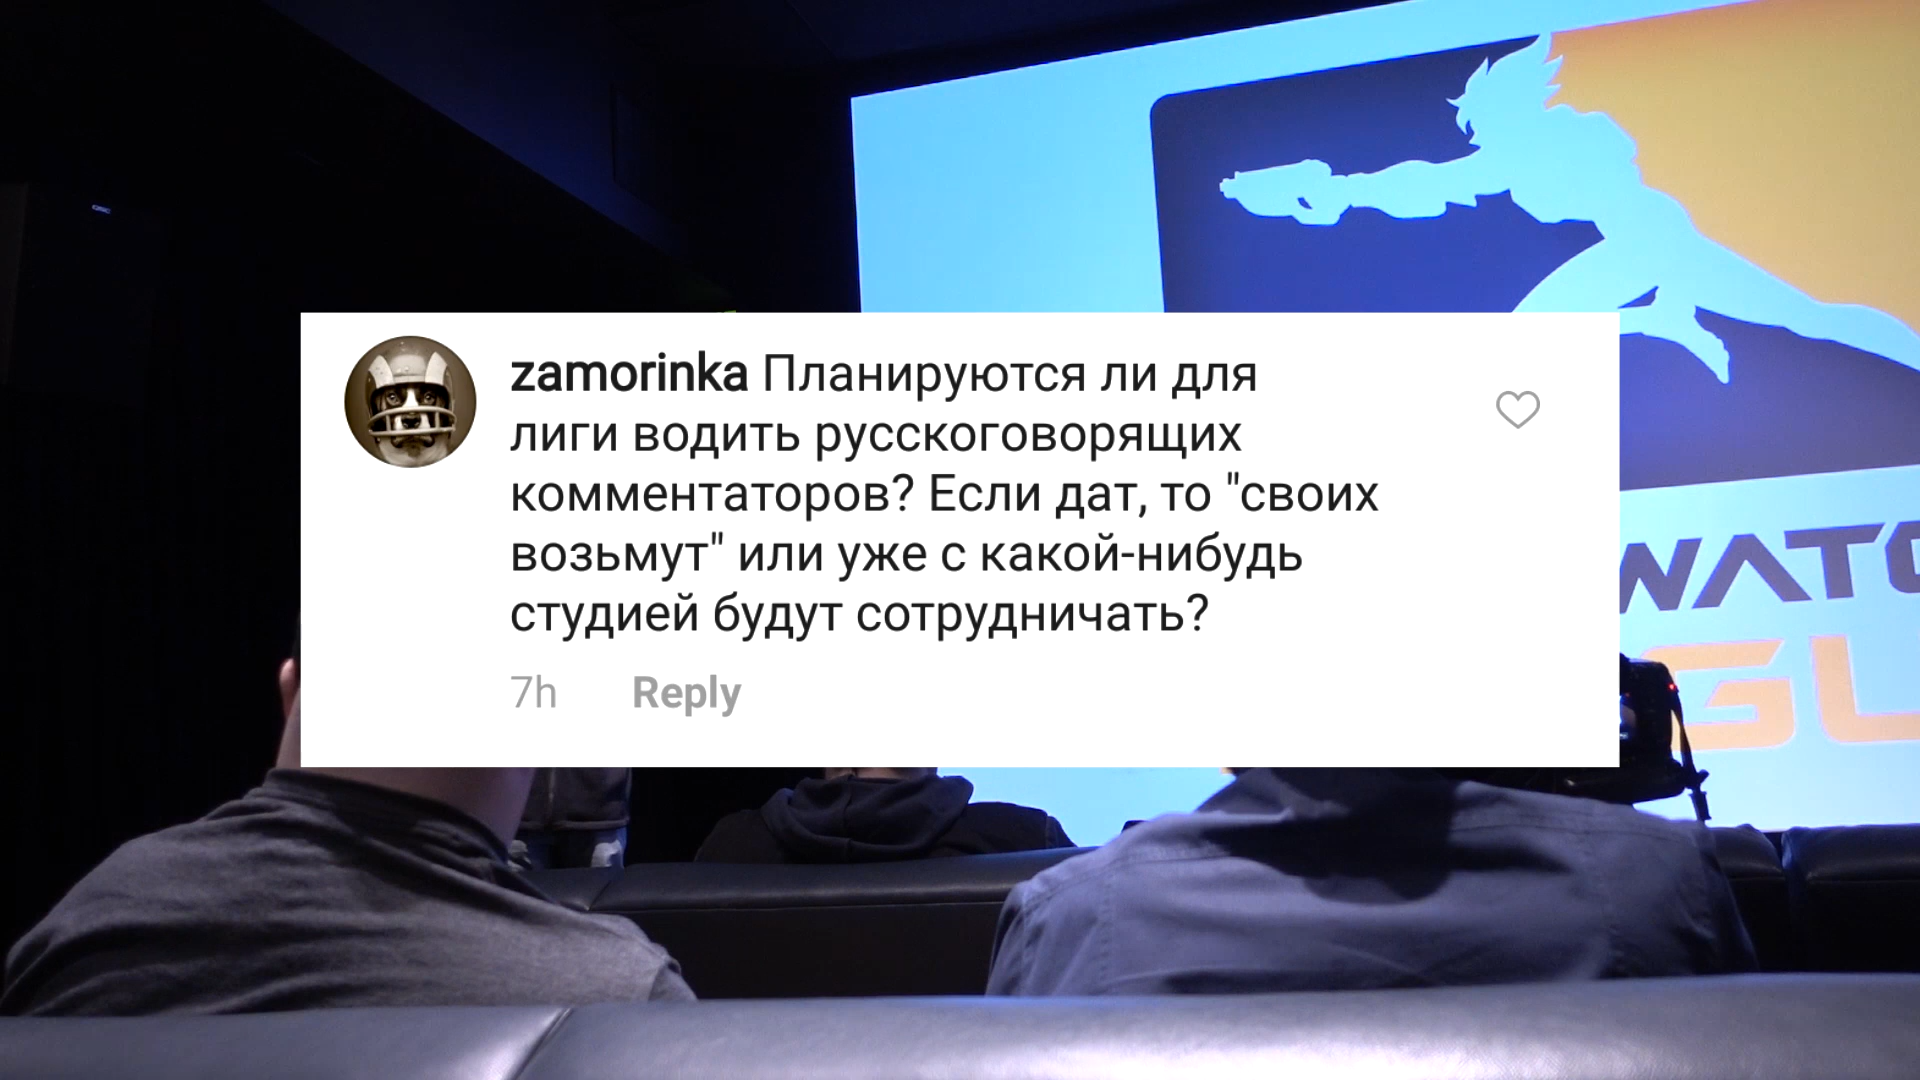 zamorinka Планируются ли для
лиги водить русскоговорящих
комментаторов? Если дат, то "своих
возьмут" или уже с какой-нибудь
студией будут сотрудничать?
7h Reply